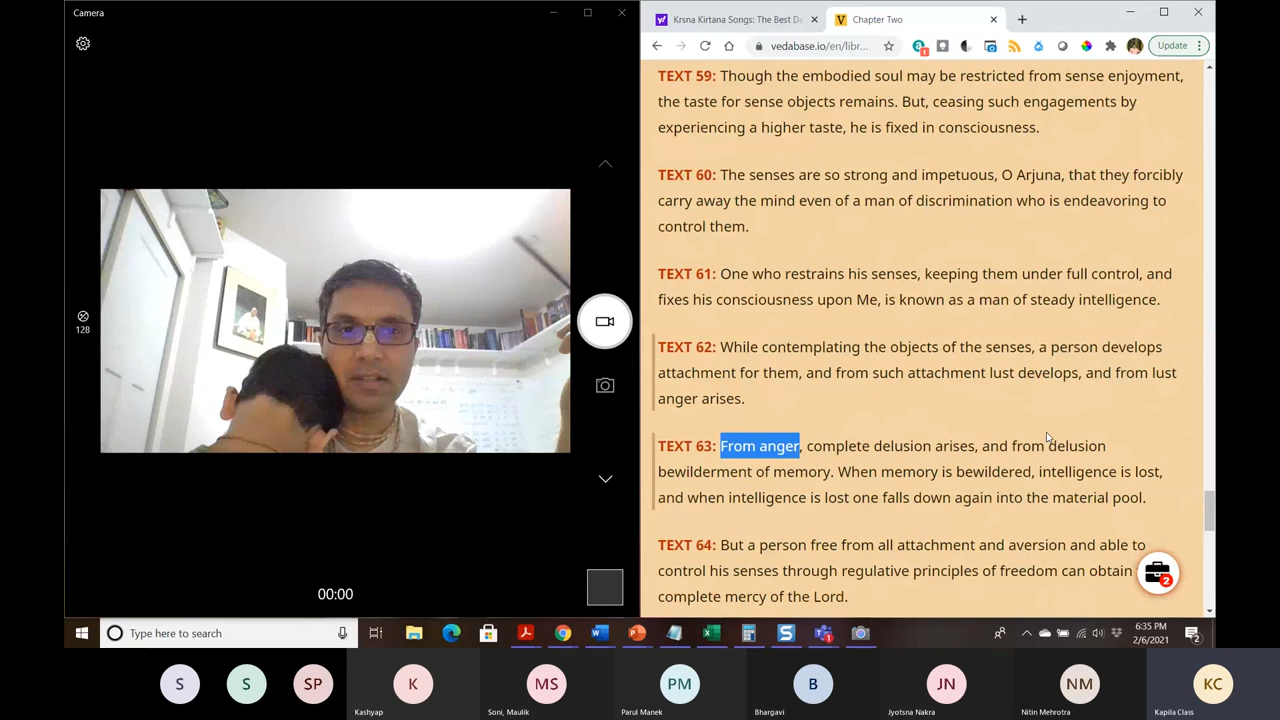 Camera
128
00:00
Krsna Kirtana Songs: The Best De
Chapter Two
vedabase.io/en/libr...
1
Update
TEXT 59: Though the embodied soul may be restricted from sense enjoyment,
the taste for sense objects remains. But, ceasing such engagements by
experiencing a higher taste, he is fixed in consciousness.
TEXT 60: The senses are so strong and impetuous, O Arjuna, that they forcibly
carry away the mind even of a man of discrimination who is endeavoring to
control them.
TEXT 61: One who restrains his senses, keeping them under full control, and
fixes his consciousness upon Me, is known as a man of steady intelligence.
TEXT 62: While contemplating the objects of the senses, a person develops
attachment for them, and from such attachment lust develops, and from lust
anger arises.
TEXT 63: From anger, complete delusion arises, and from delusion
bewilderment of memory. When memory is bewildered, intelligence is lost,
and when intelligence is lost one falls down again into the material pool.
TEXT 64: But a person free from all attachment and aversion and able to
control his senses through regulative principles of freedom can obtain
complete mercy of the Lord.
2
Type here to search
6:35 PM
2/6/2021
2
S
S
SP
K
MS
PM
B
JN
NM
KC
Kashyap
Soni, Maulik
Parul Manek
Bhargavi
Jyotsna Nakra
Nitin Mehrotra
Kapila Class